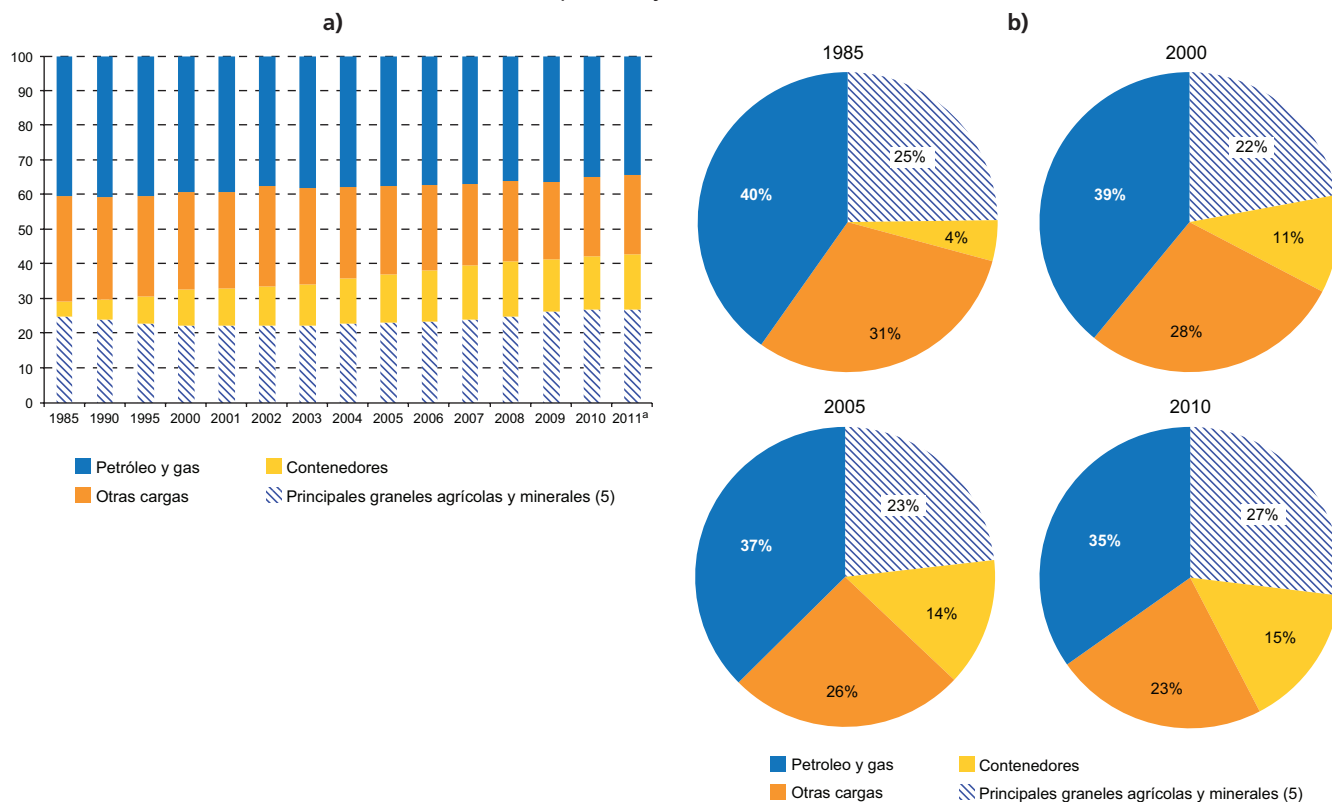 a)
100
90
80
70
60
50
40
30
20
10
0
1985 1990 1995 2000 2001 2002 2003 2004 2005 2006 2007 2008 2009 2010 2011ª
Petróleo y gas
Contenedores
Otras cargas
Principales graneles agrícolas y minerales (5)
b)
1985
25%
40%
4%
31%
2000
22%
39%
11%
28%
2005
23%
37%
14%
26%
2010
27%
35%
15%
23%
Petroleo y gas
Contenedores
Otras cargas
Principales graneles agrícolas y minerales (5)